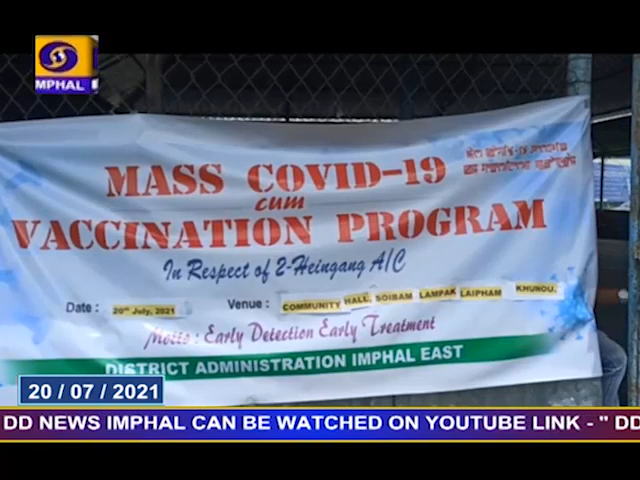 MPHAL
MASS COVID-19
cum
VACCINATION PROGRAM
In Respect of 2-Heingang A/C
Date : 20th July, 2021 Venue : COMMUNITY HALL, SOIBAM LAMPAK LAIPHAM KHUNOU.
Motto : Early Detection Early Treatment
DISTRICT ADMINISTRATION IMPHAL EAST
20 / 07 / 2021
DD NEWS IMPHAL CAN BE WATCHED ON YOUTUBE LINK - " DD